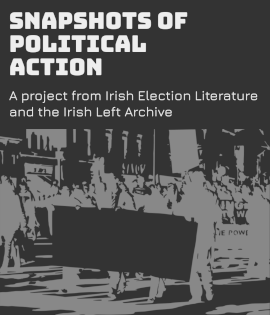 SNAPSHOTS OF
POLITICAL
ACTION
A project from Irish Election Literature
and the Irish Left Archive